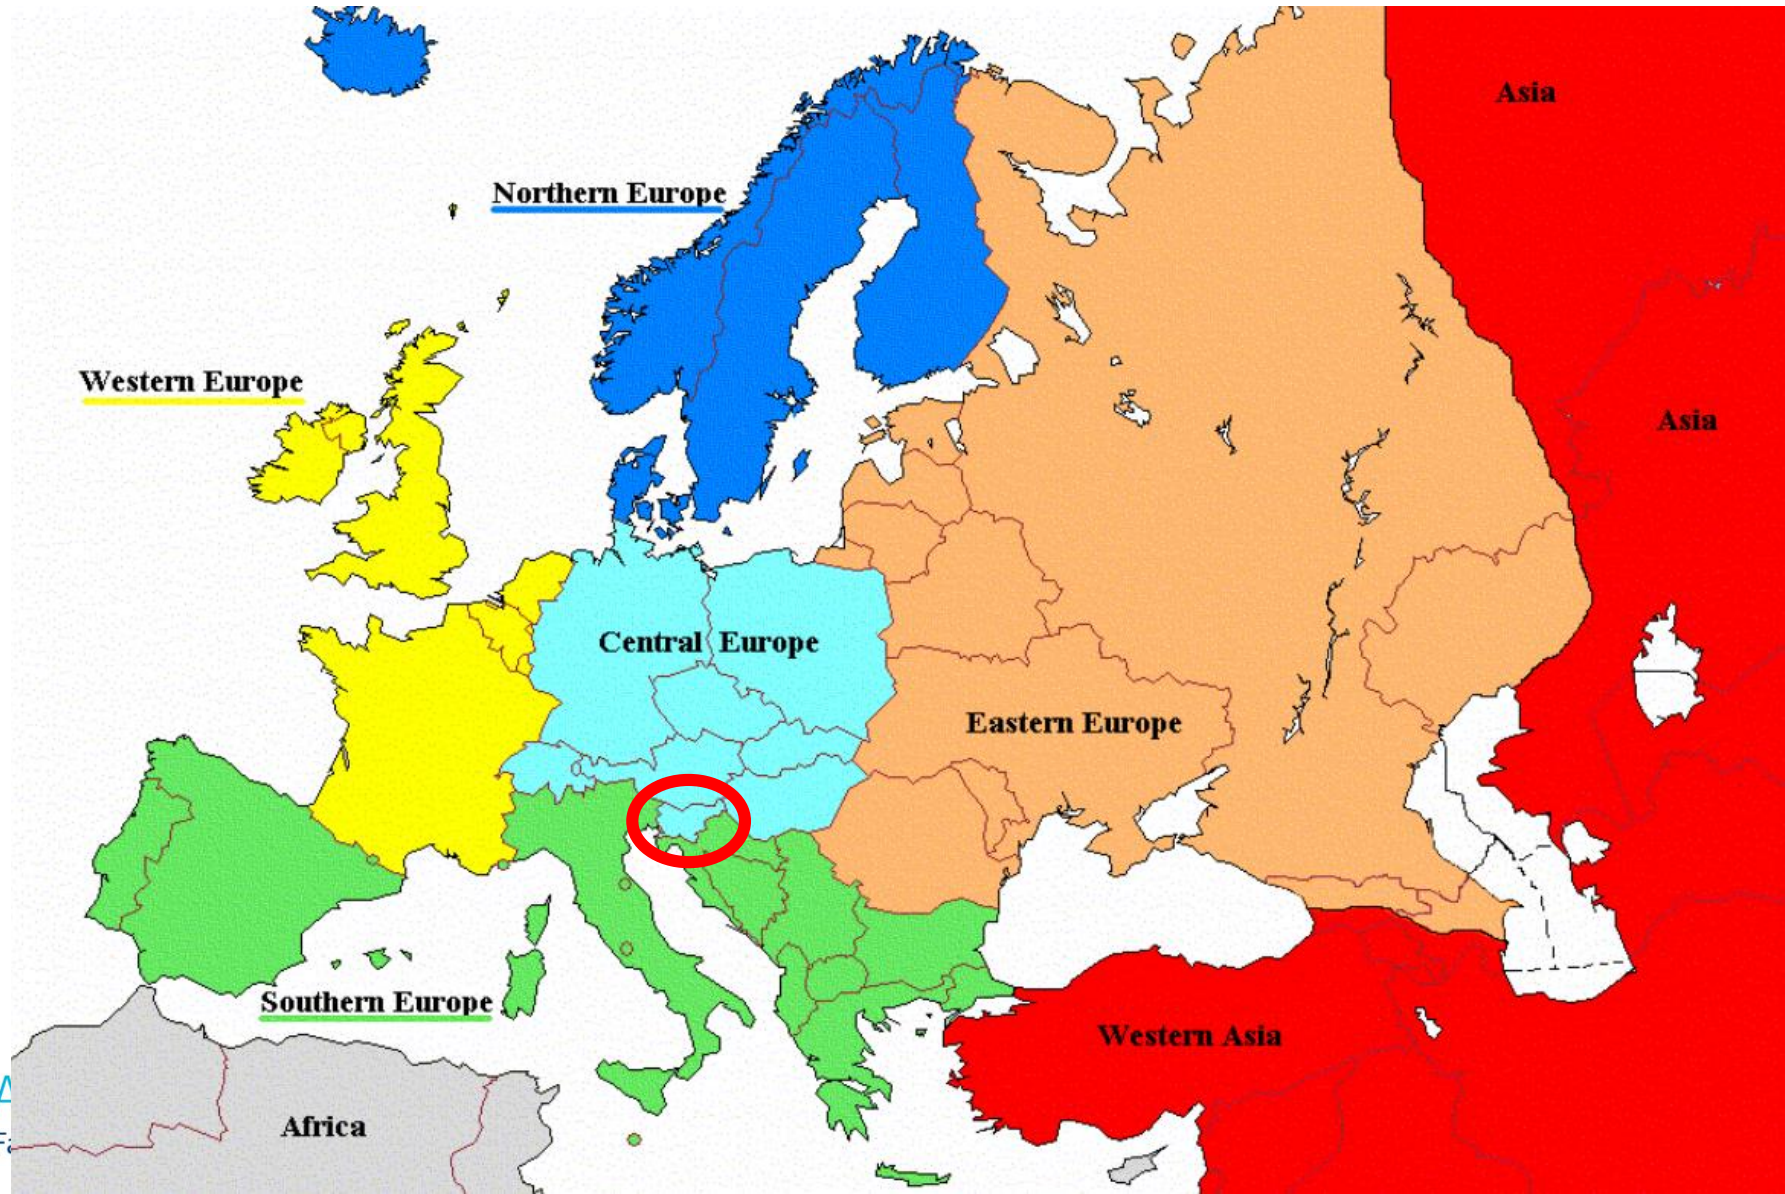 Asia
Northern Europe
Western Europe
Asia
Central Europe
Eastern Europe
Southern Europe
Western Asia
Africa